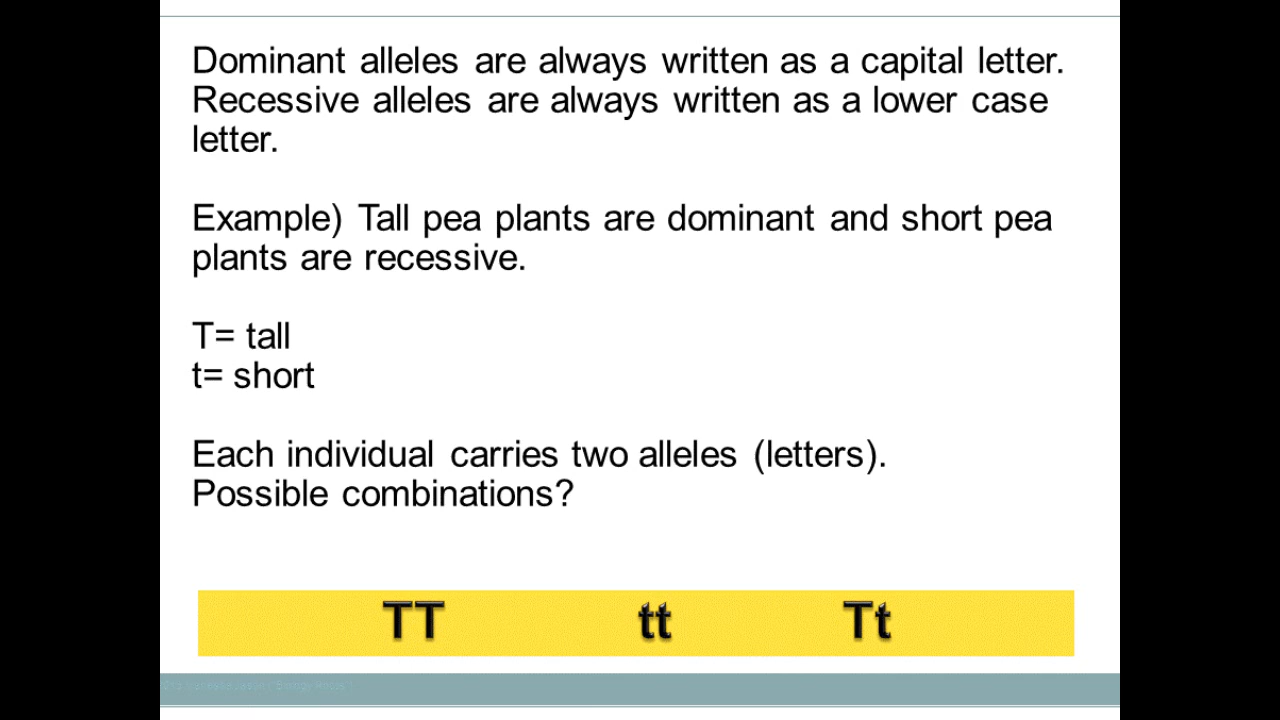 Dominant alleles are always written as a capital letter.
Recessive alleles are always written as a lower case
letter.
Example) Tall pea plants are dominant and short pea
plants are recessive.
T= tall
t= short
Each individual carries two alleles (letters).
Possible combinations?
TT tt Tt